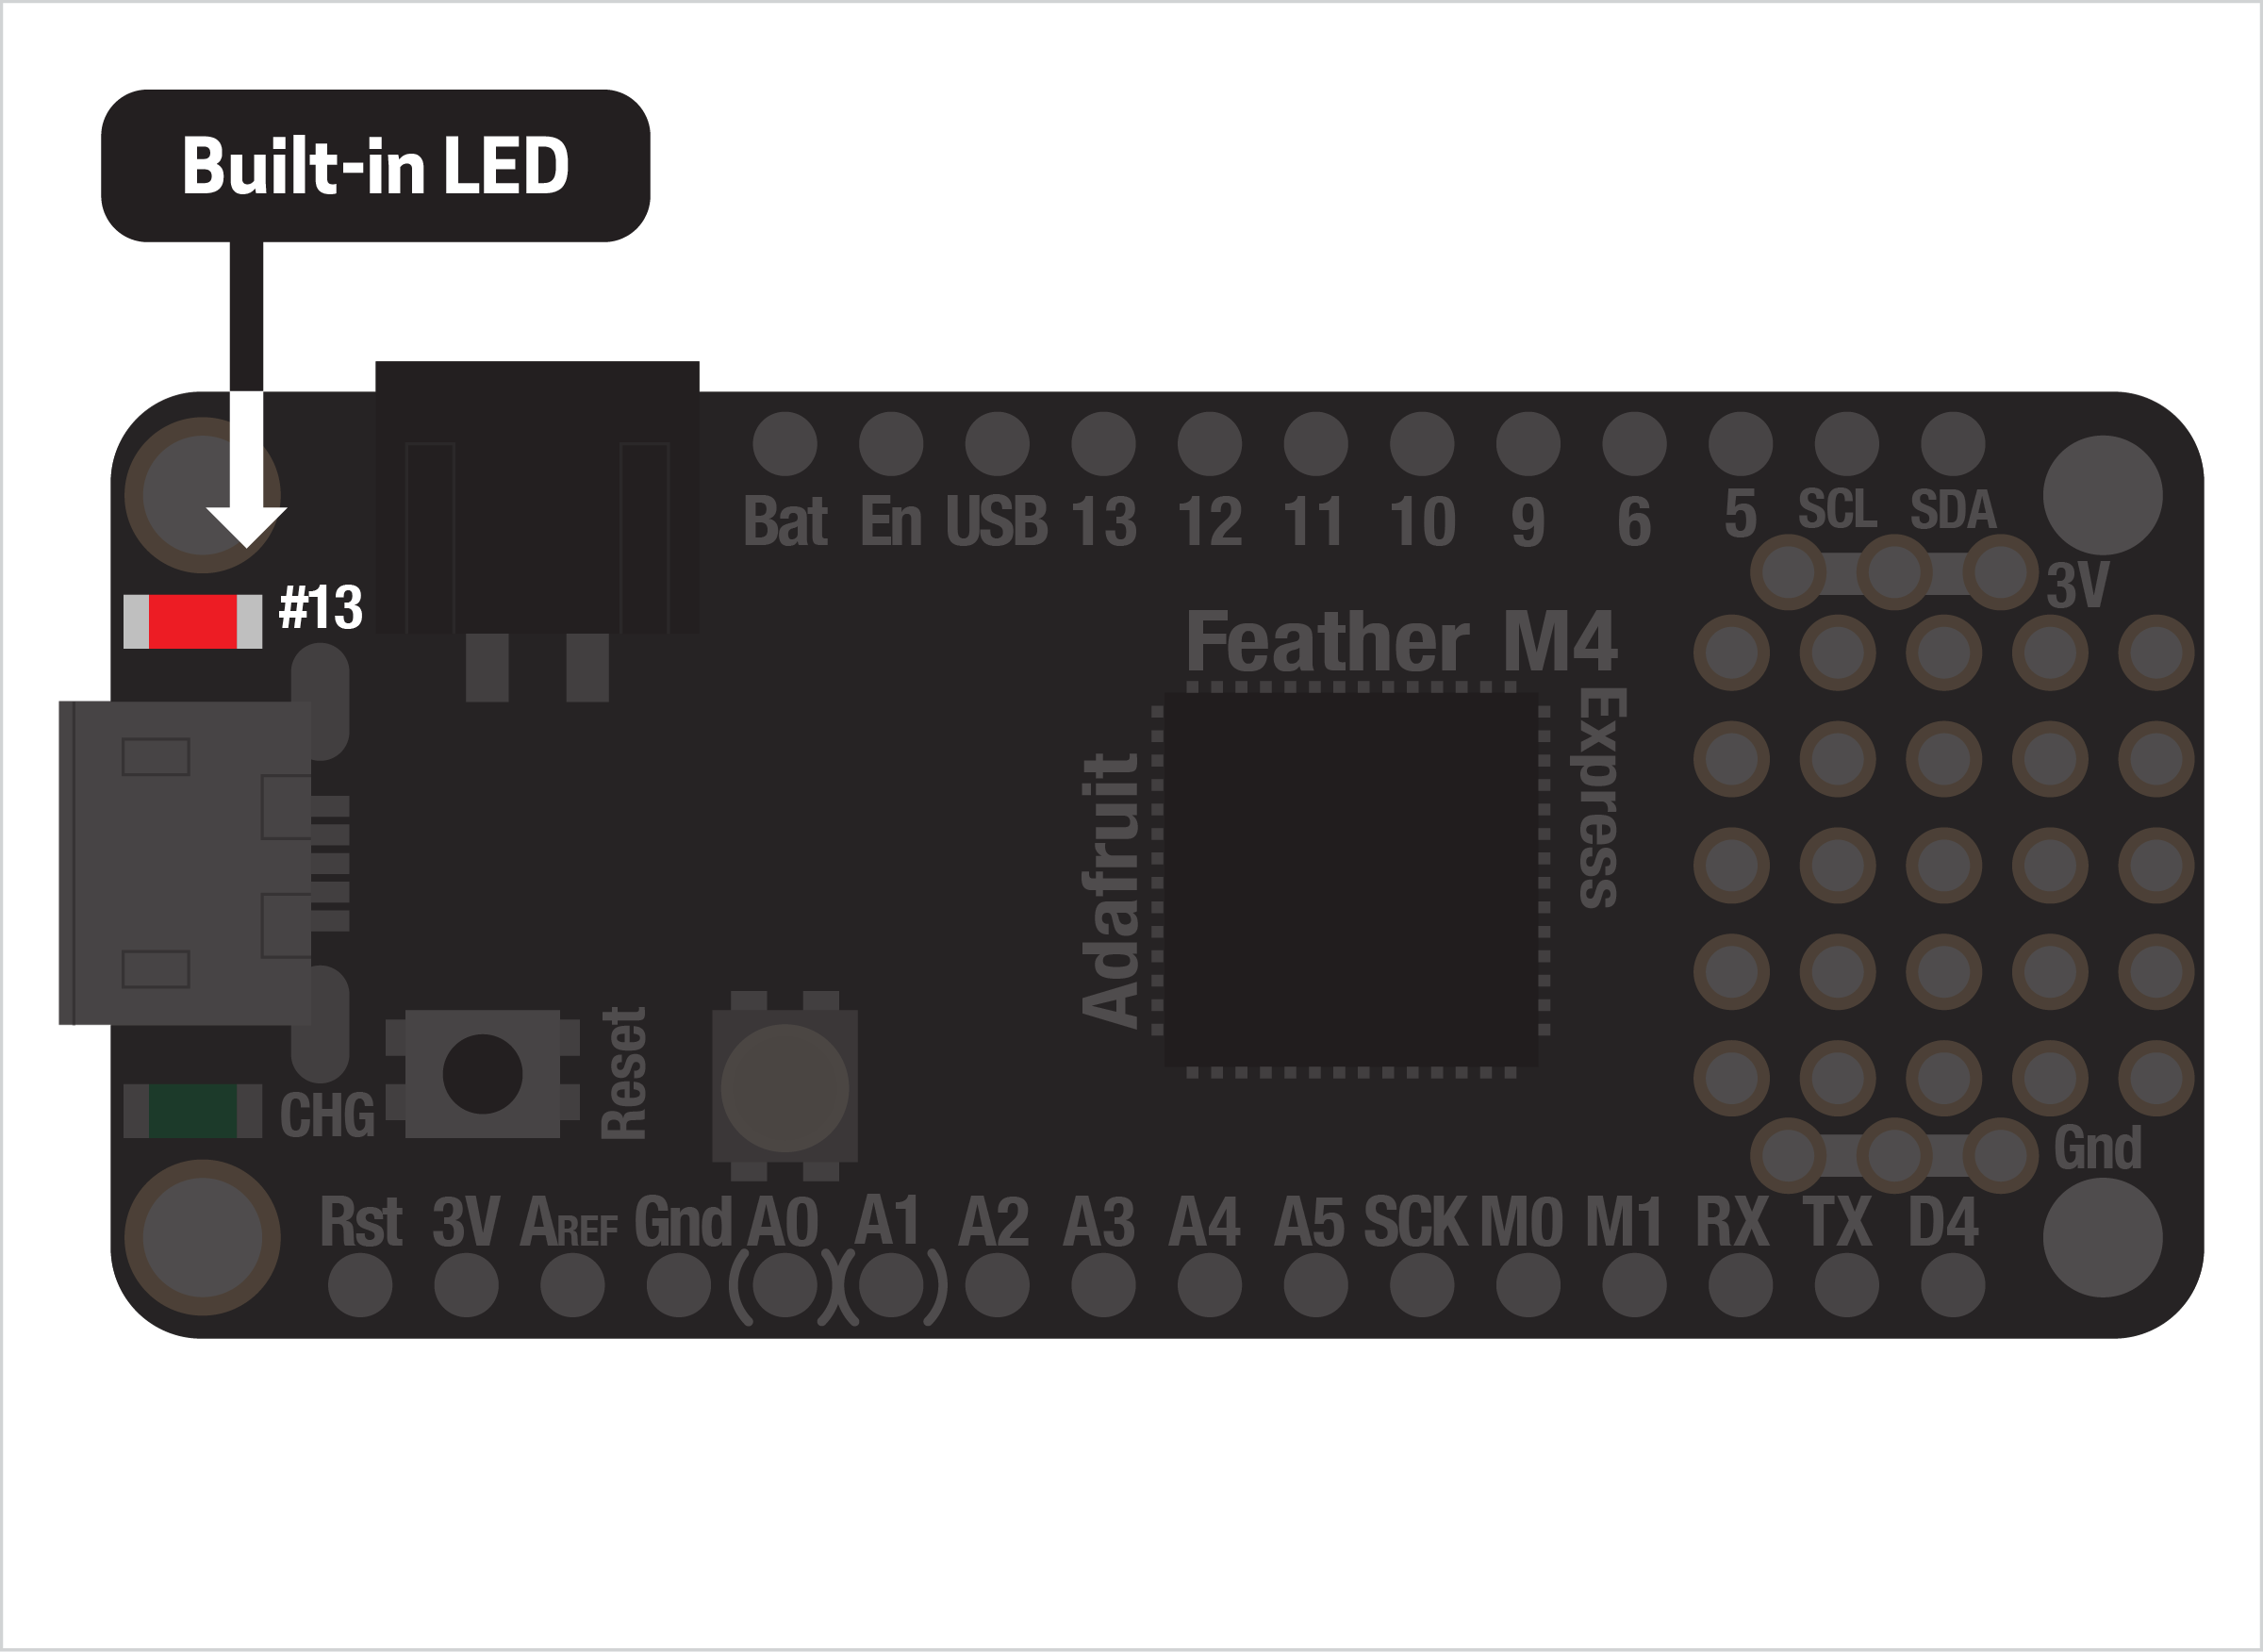 Built-in LED
#13
Bat En USB 13 12 11 10 9 6 5 SCL SDA
3V
Feather M4
Express
Adafruit
Reset
CHG
Gnd
Rst 3V AREF Gnd A0 A1 A2 A3 A4 A5 SCK M0 M1 RX TX D4